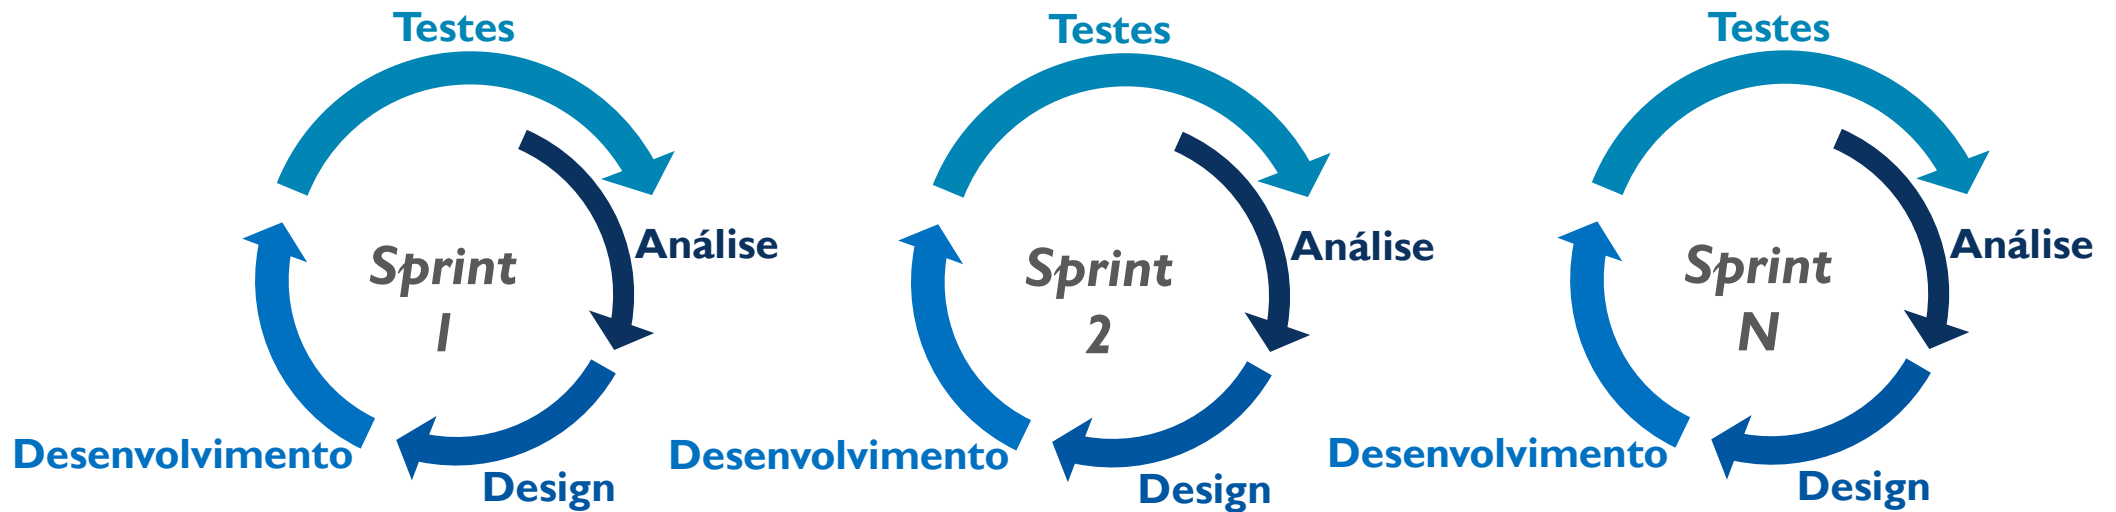 Testes
Análise
Sprint
1
Desenvolvimento
Design
Testes
Análise
Sprint
2
Desenvolvimento
Design
Testes
Análise
Sprint
N
Desenvolvimento
Design